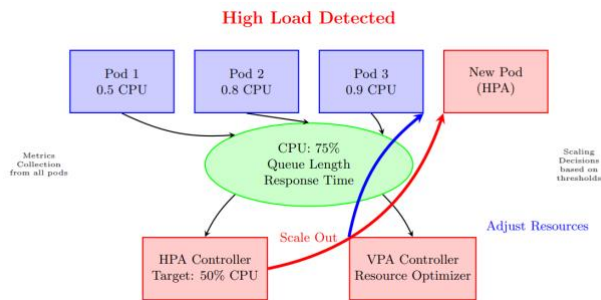 High Load Detected
Pod 1
0.5 CPU
Pod 2
0.8 CPU
Pod 3
0.9 CPU
New Pod
(HPA)
Metrics
Collection
from all pods
CPU: 75%
Queue Length
Response Time
Scaling
Decisions
based on
thresholds
Scale Out
Adjust Resources
HPA Controller
Target: 50% CPU
VPA Controller
Resource Optimizer